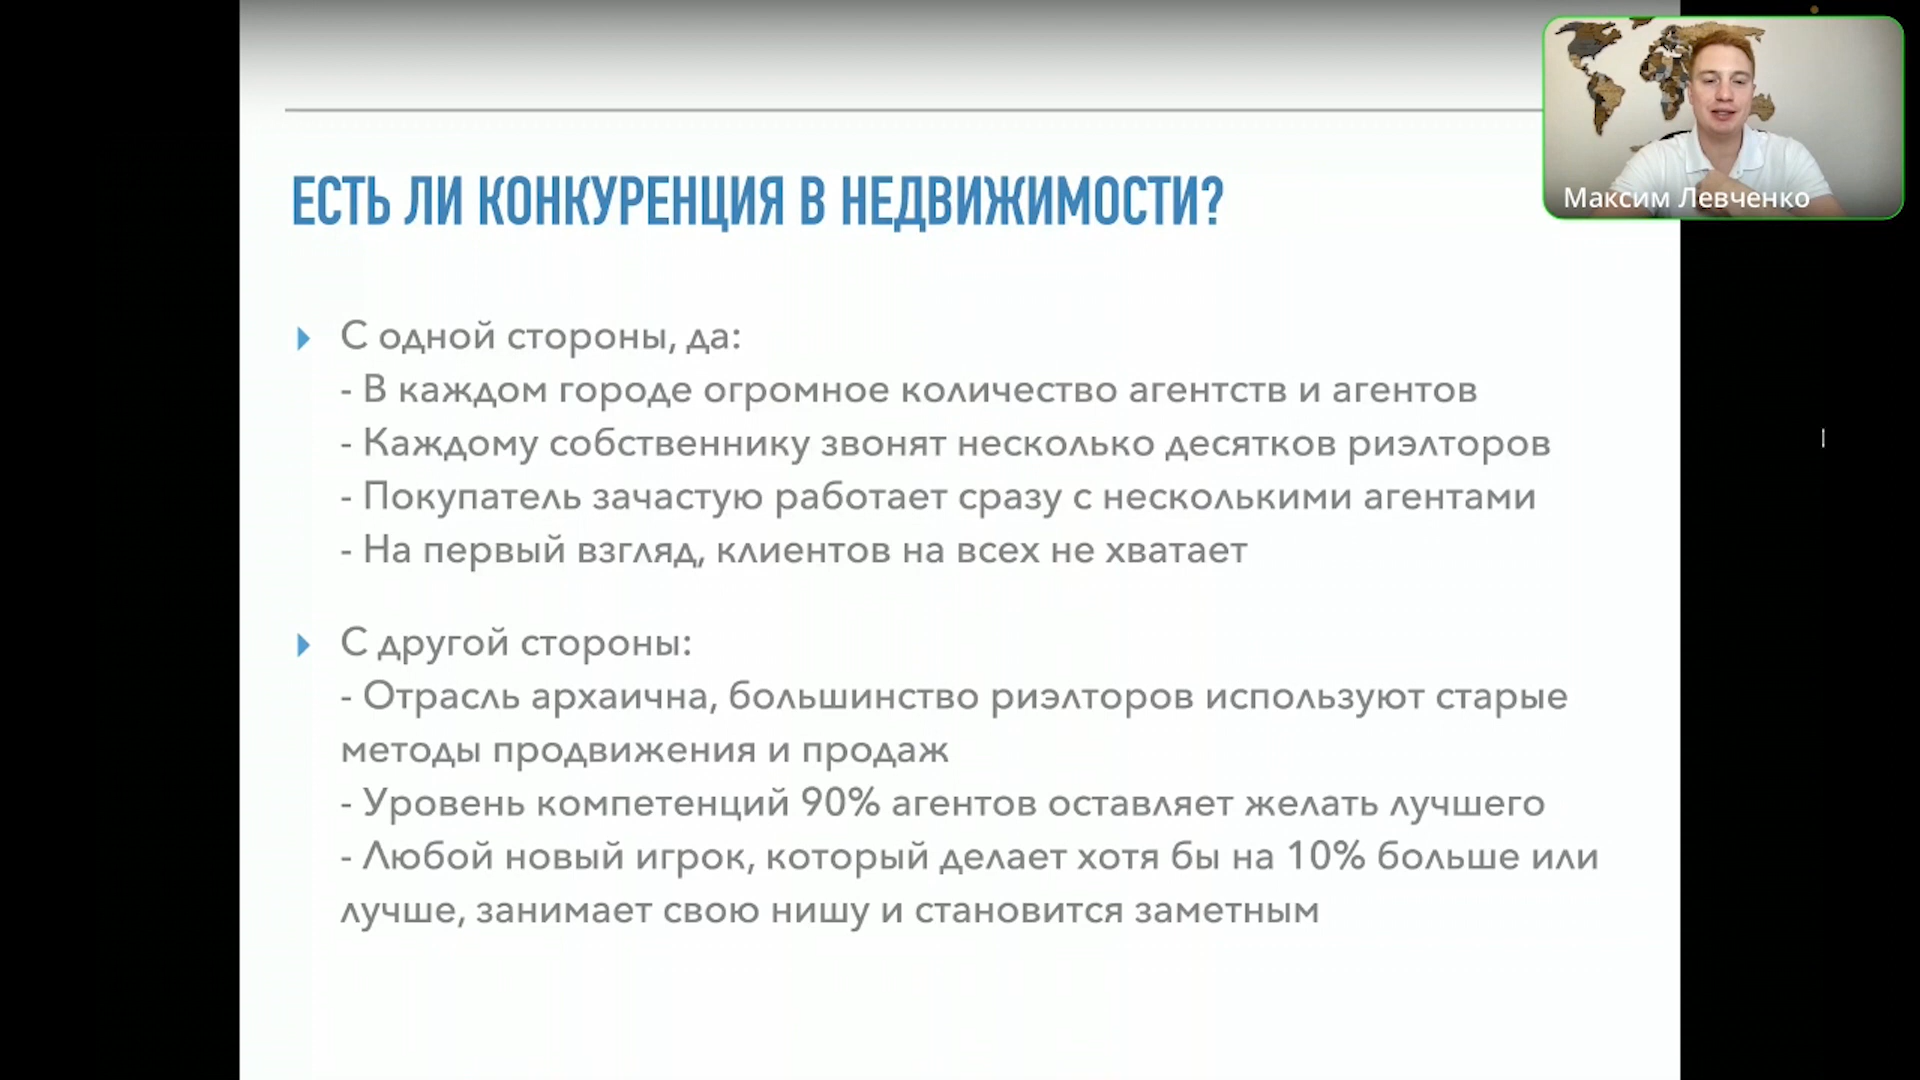 ЕСТЬ ЛИ КОНКУРЕНЦИЯ В НЕДВИЖИМОСТИ?
Максим Левченко
С одной стороны, да:
- В каждом городе огромное количество агентств и агентов
- Каждому собственнику звонят несколько десятков риэлторов
- Покупатель зачастую работает сразу с несколькими агентами
- На первый взгляд, клиентов на всех не хватает
С другой стороны:
- Отрасль архаична, большинство риэлторов используют старые
методы продвижения и продаж
- Уровень компетенций 90% агентов оставляет желать лучшего
- Любой новый игрок, который делает хотя бы на 10% больше или
лучше, занимает свою нишу и становится заметным